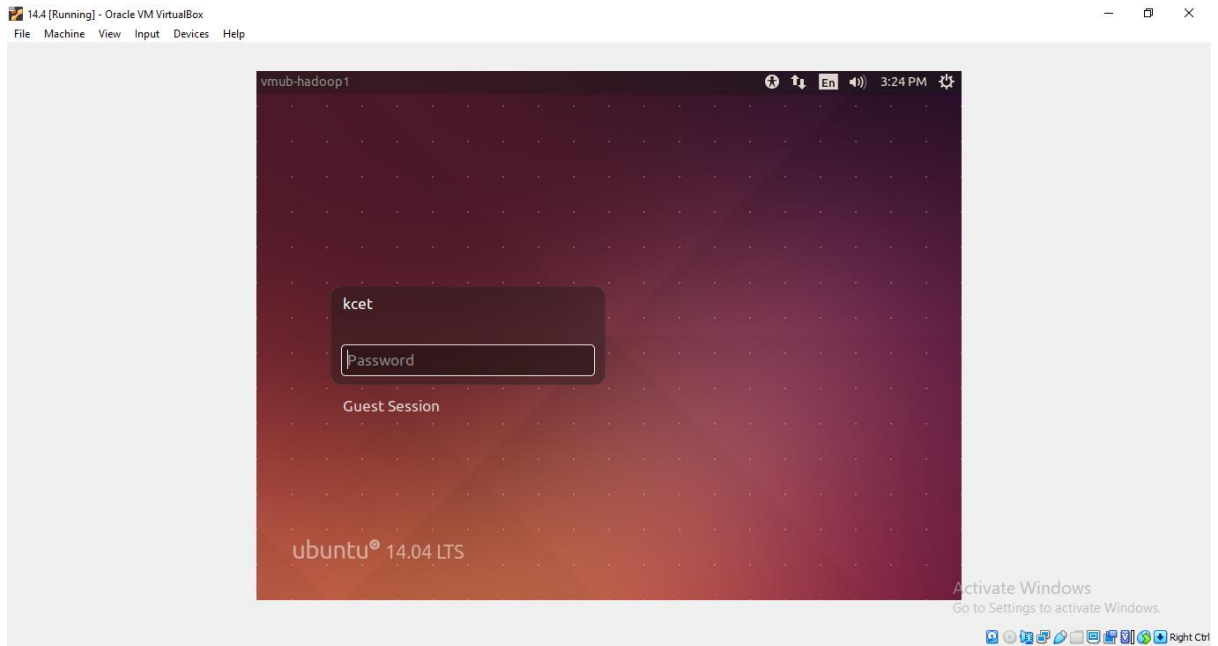 14.4 [Running] - Oracle VM VirtualBox
File Machine View Input Devices Help
vmub-hadoop1 En 3:24 PM
kcet
Password
Guest Session
ubuntu® 14.04 LTS
Activate Windows
Go to Settings to activate Windows.
Right Ctrl